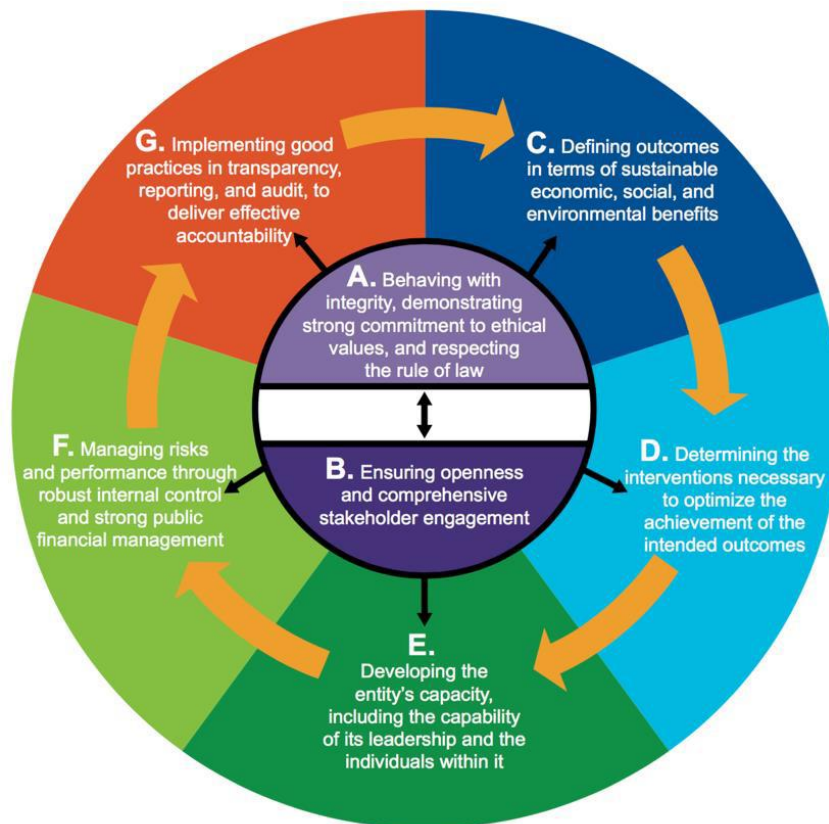 A. Behaving with
integrity, demonstrating
strong commitment to ethical
values, and respecting
the rule of law
B. Ensuring openness
and comprehensive
stakeholder engagement
C. Defining outcomes
in terms of sustainable
economic, social, and
environmental benefits
D. Determining the
interventions necessary
to optimize the
achievement of the
intended outcomes
E.
Developing the
entity's capacity,
including the capability
of its leadership and the
individuals within it
F. Managing risks
and performance through
robust internal control
and strong public
financial management
G. Implementing good
practices in transparency,
reporting, and audit, to
deliver effective
accountability